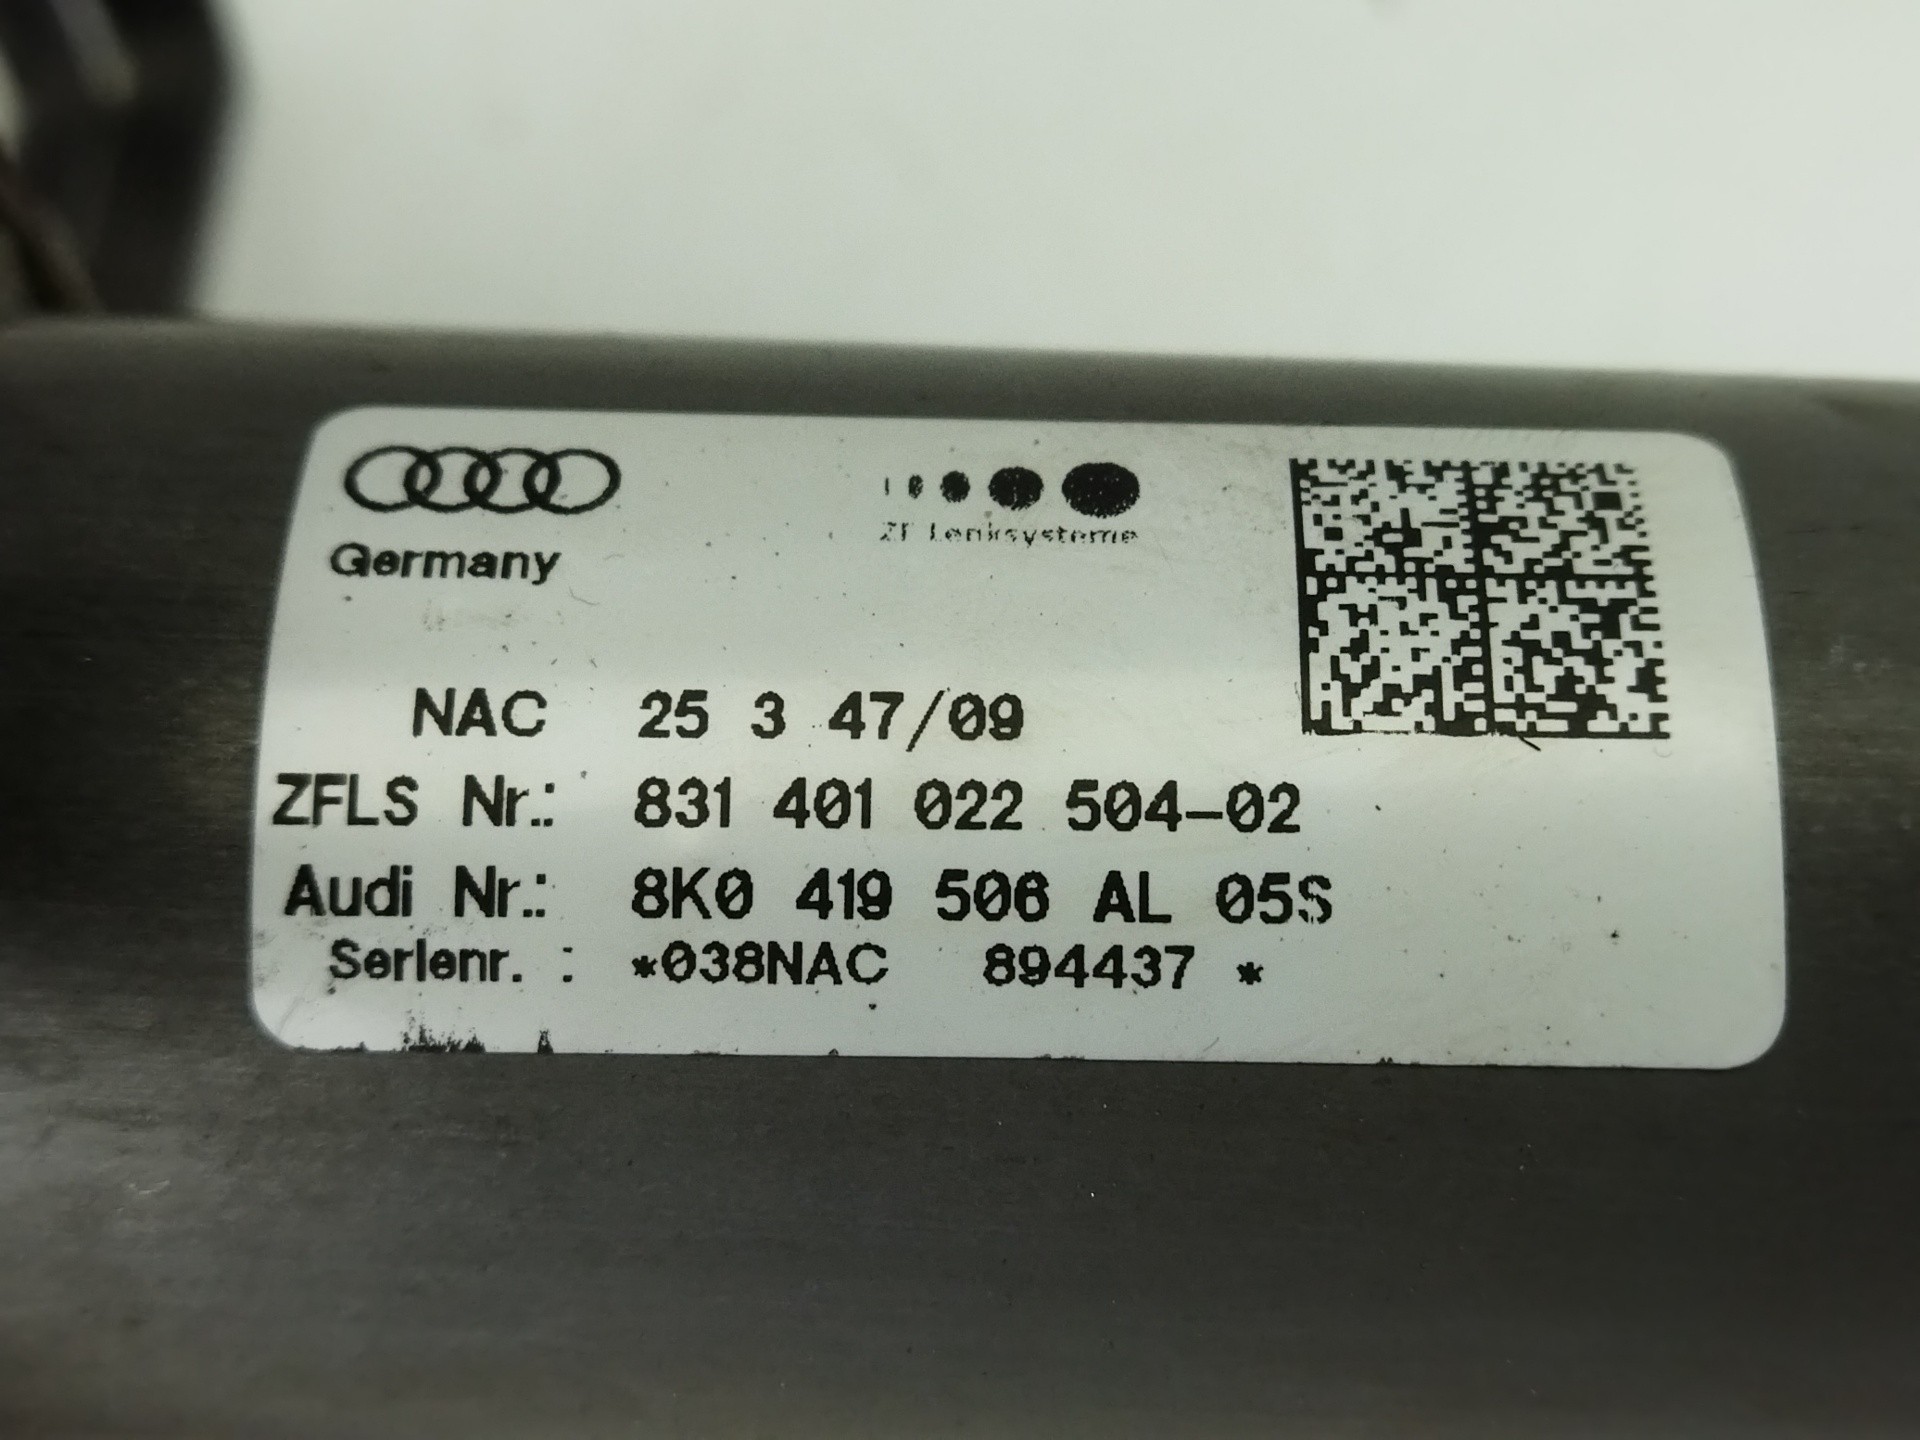 Germany
ZF Lenksysteme
NAC 25 3 47/09
ZFLS Nr.: 831 401 022 504-02
Audi Nr.: 8K0 419 506 AL 05S
Serienr. : *038NAC 894437 *